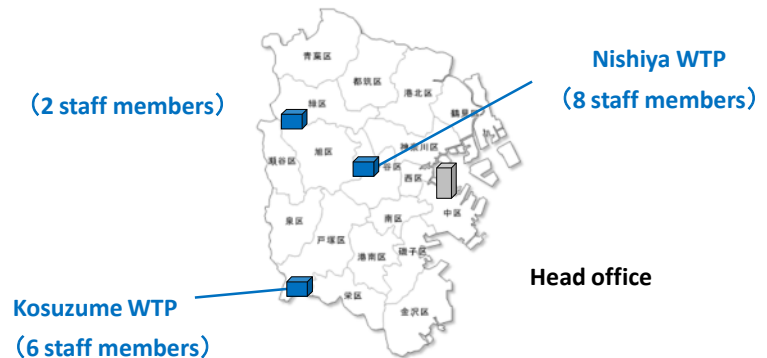 青葉区
都筑区
港北区
緑区
鶴見区
旭区
神奈川区
瀬谷区
谷区
西区
中区
南区
泉区
戸塚区
港南区
磯子区
栄区
金沢区
Nishiya WTP
（8 staff members）
（2 staff members）
Head office
Kosuzume WTP
（6 staff members）